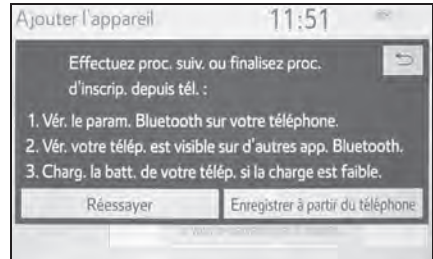 Ajouter l'appareil 11:51
Effectuez proc. suiv. ou finalisez proc.
d'inscrip. depuis tél. :
1. Vér. le param. Bluetooth sur votre téléphone.
2. Vér. votre télép. est visible sur d'autres app. Bluetooth.
3. Charg. la batt. de votre télép. si la charge est faible.
Réessayer Enregistrer à partir du téléphone